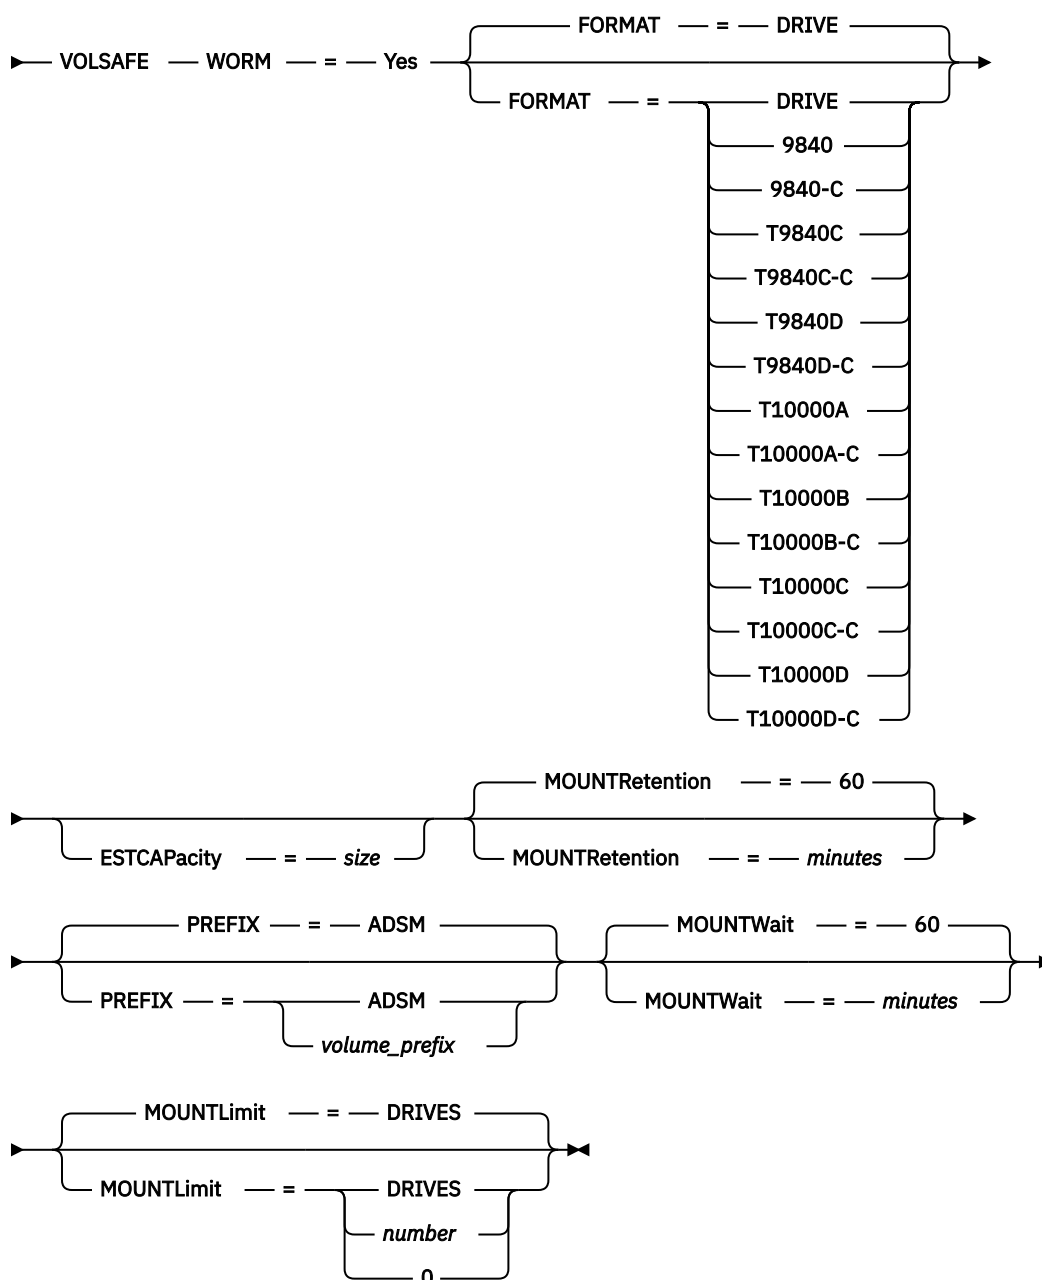 FORMAT = DRIVE
VOLSAFE WORM = Yes
FORMAT = DRIVE
9840
9840-C
T9840C
T9840C-C
T9840D
T9840D-C
T10000A
T10000A-C
T10000B
T10000B-C
T10000C
T10000C-C
T10000D
T10000D-C
MOUNTRetention = 60
ESTCAPacity = size
MOUNTRetention = minutes
PREFIX = ADSM
MOUNTWait = 60
PREFIX = ADSM
MOUNTWait = minutes
volume_prefix
MOUNTLimit = DRIVES
MOUNTLimit = DRIVES
number
0